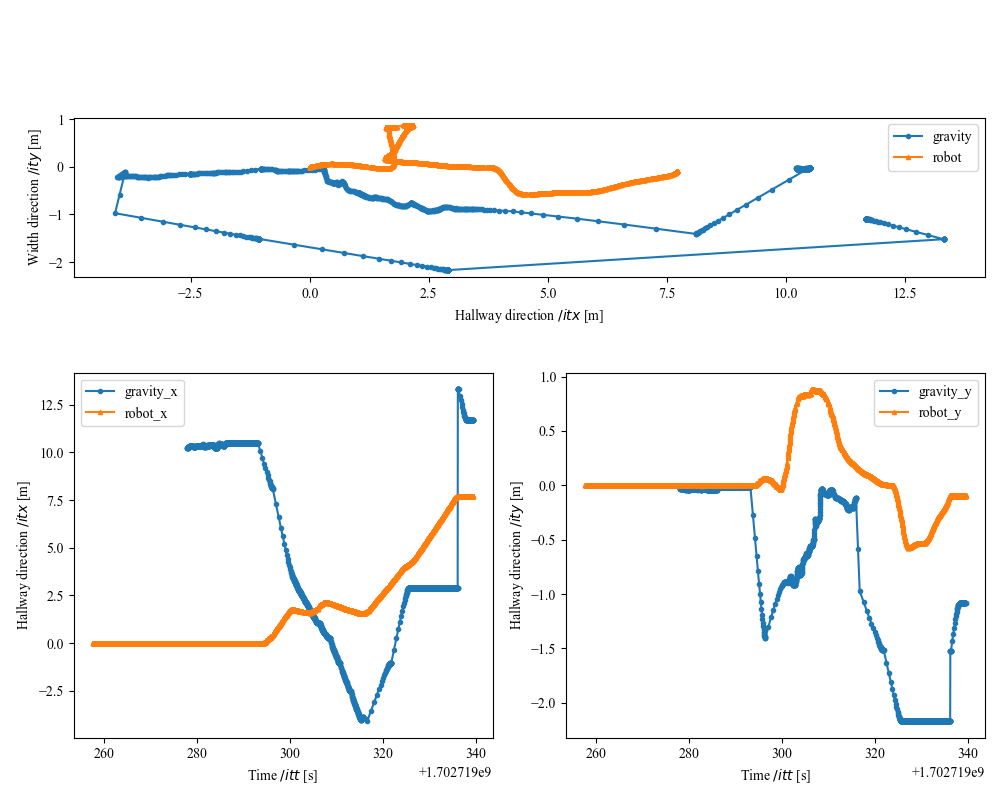 1
0
−1
−2
Width direction /ity [m]
gravity
robot
−2.5 0.0 2.5 5.0 7.5 10.0 12.5
Hallway direction /itx [m]
12.5
10.0
7.5
5.0
2.5
0.0
−2.5
Hallway direction /itx [m]
gravity_x
robot_x
260 280 300 320 340
Time /itt [s]
+1.702719e9
1.0
0.5
0.0
−0.5
−1.0
−1.5
−2.0
Hallway direction /ity [m]
gravity_y
robot_y
260 280 300 320 340
Time /itt [s]
+1.702719e9